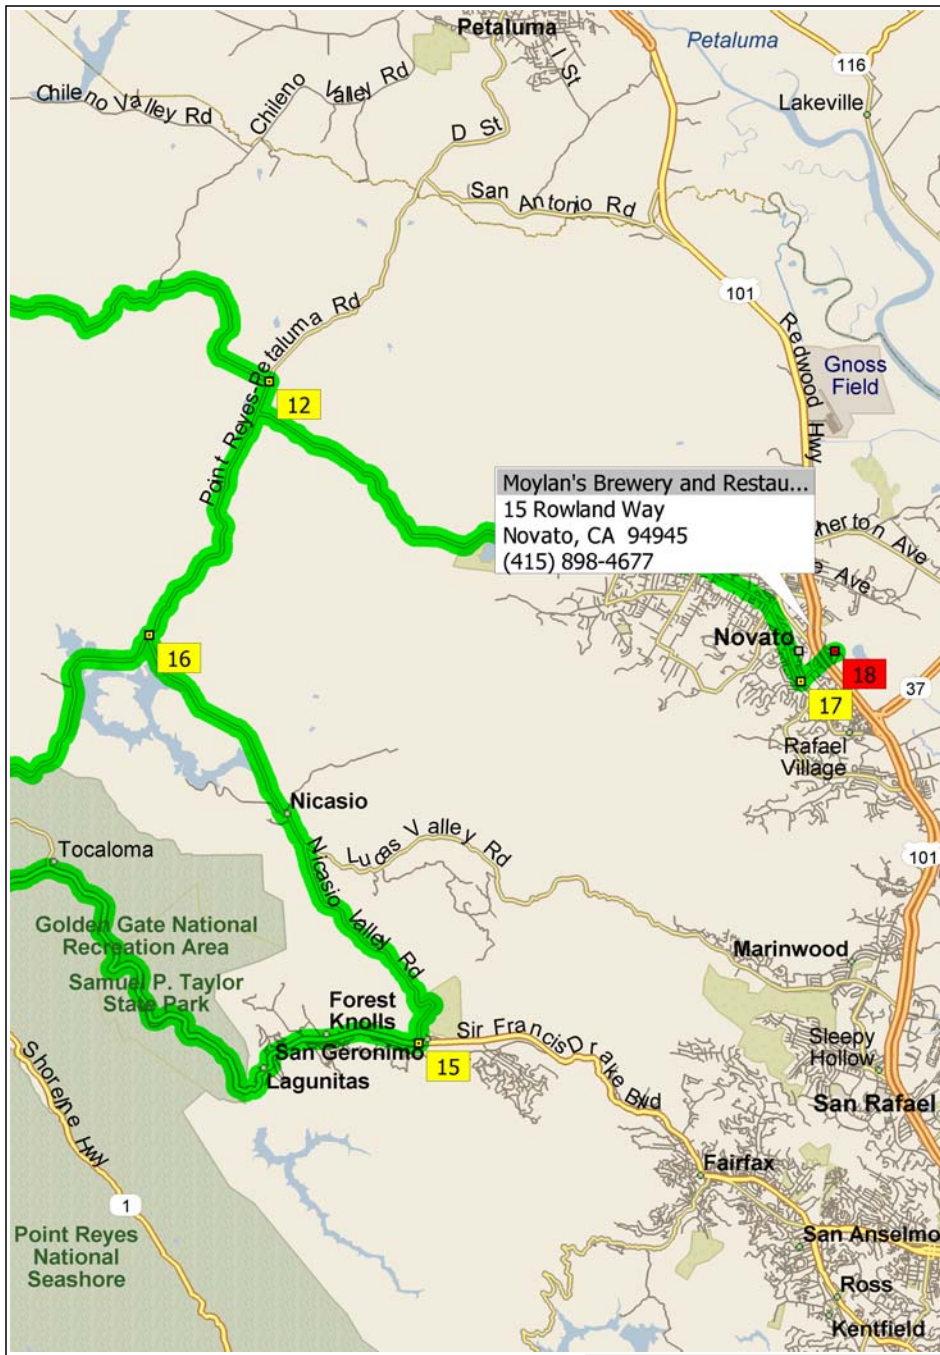 Petaluma
Petaluma
116
I St
Lakeville
Chileno Valley Rd
Chileno Valley Rd
D St
San Antonio Rd
101
Point Reyes-Petaluma Rd
Redwood Hwy
Gnoss
Field
12
Moylan's Brewery and Restau...
15 Rowland Way
Novato, CA 94945
(415) 898-4677
herton Ave
e Ave
Novato
16
18
37
17
Rafael
Village
Nicasio
Lucas Valley Rd
Tocaloma
101
Nicasio Valley Rd
Golden Gate National
Recreation Area
Marinwood
Samuel P. Taylor
State Park
Forest
Knolls
Sir Francis Drake Blvd
San Geronimo
Sleepy
Hollow
15
Lagunitas
Shoreline Hwy
San Rafael
Fairfax
1
Point Reyes
National
Seashore
San Anselmo
Ross
Kentfield